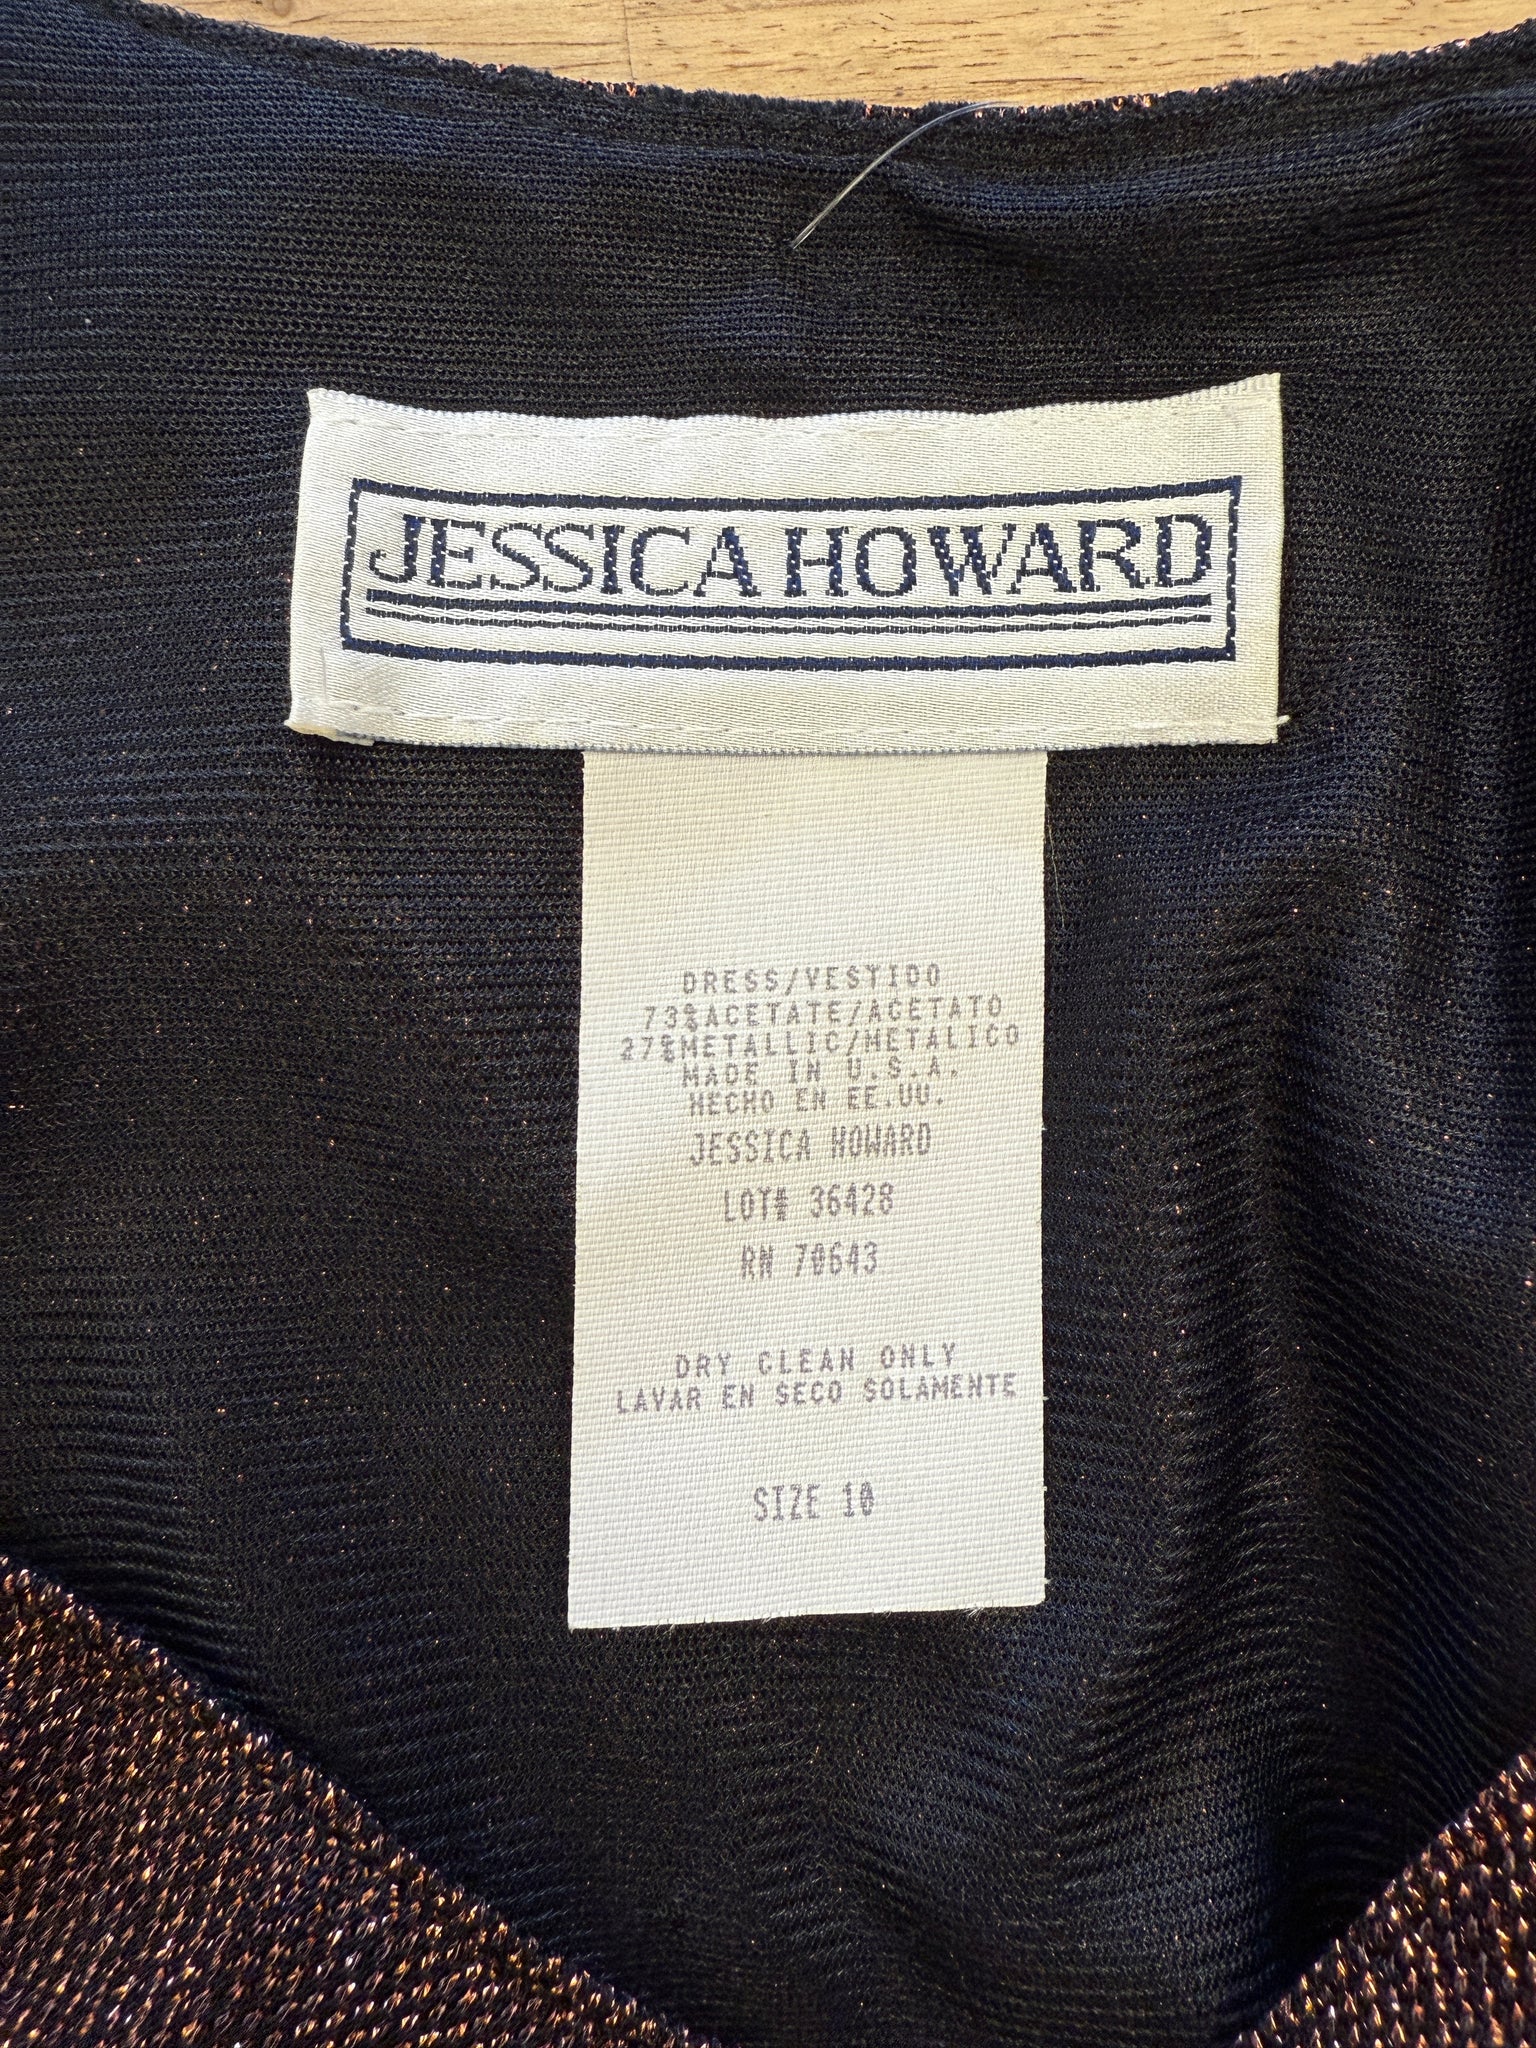 JESSICA HOWARD
DRESS/VESTIDO
73%ACETATE/ACETATO
27%METALLIC/METALICO
MADE IN U.S.A.
HECHO EN EE.UU.
JESSICA HOWARD
LOT# 36428
RN 70643
DRY CLEAN ONLY
LAVAR EN SECO SOLAMENTE
SIZE 10